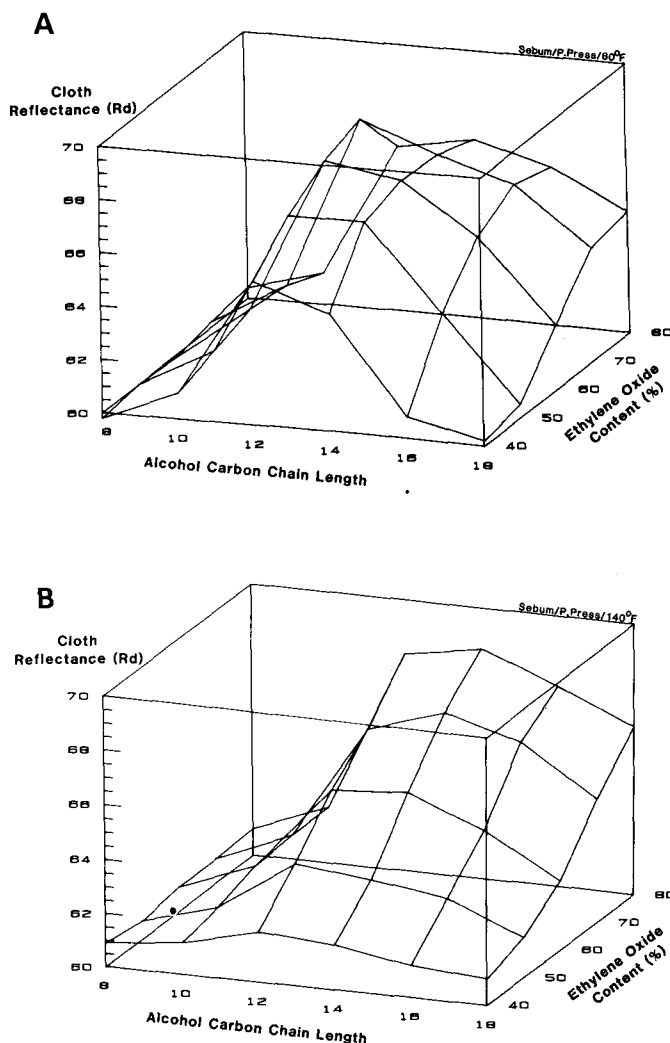 A
Sebum/P.Press/60°F
Cloth
Reflectance (Rd)
70
68
66
64
62
60
8
10
12
14
16
18
40
50
60
70
80
Alcohol Carbon Chain Length
Ethylene Oxide
Content (%)
B
Sebum/P.Press/140°F
Cloth
Reflectance (Rd)
70
68
66
64
62
60
8
10
12
14
16
18
40
50
60
70
80
Alcohol Carbon Chain Length
Ethylene Oxide
Content (%)